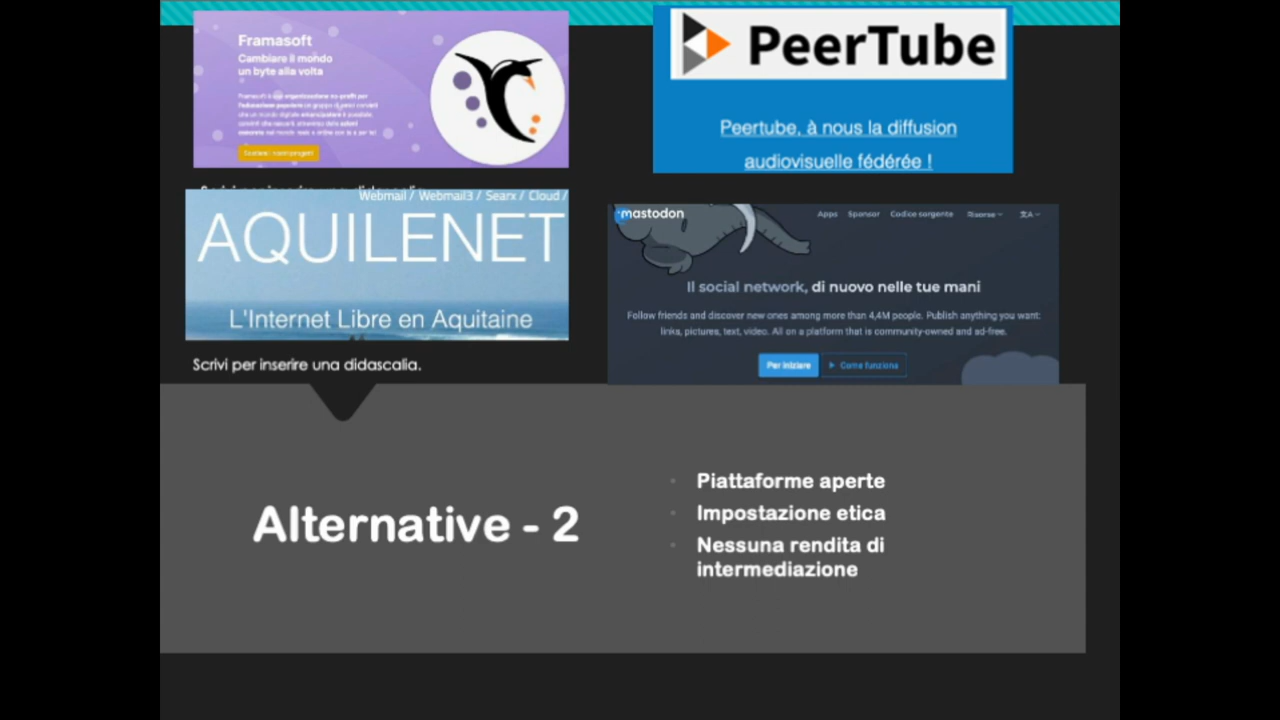 Framasoft
Cambiare il mondo
un byte alla volta
PeerTube
Peertube, à nous la diffusion
audiovisuelle fédérée !
Webmail / Webmail3 / Searx / Cloud /
AQUILENET
L'Internet Libre en Aquitaine
Scrivi per inserire una didascalia.
mastodon
Apps Sponsor Codice sorgente Risorse 文A
Il social network, di nuovo nelle tue mani
Follow friends and discover new ones among more than 4,4M people. Publish anything you want:
links, pictures, text, video. All on a platform that is community-owned and ad-free.
Per iniziare Come funziona
Alternative - 2
Piattaforme aperte
Impostazione etica
Nessuna rendita di
intermediazione